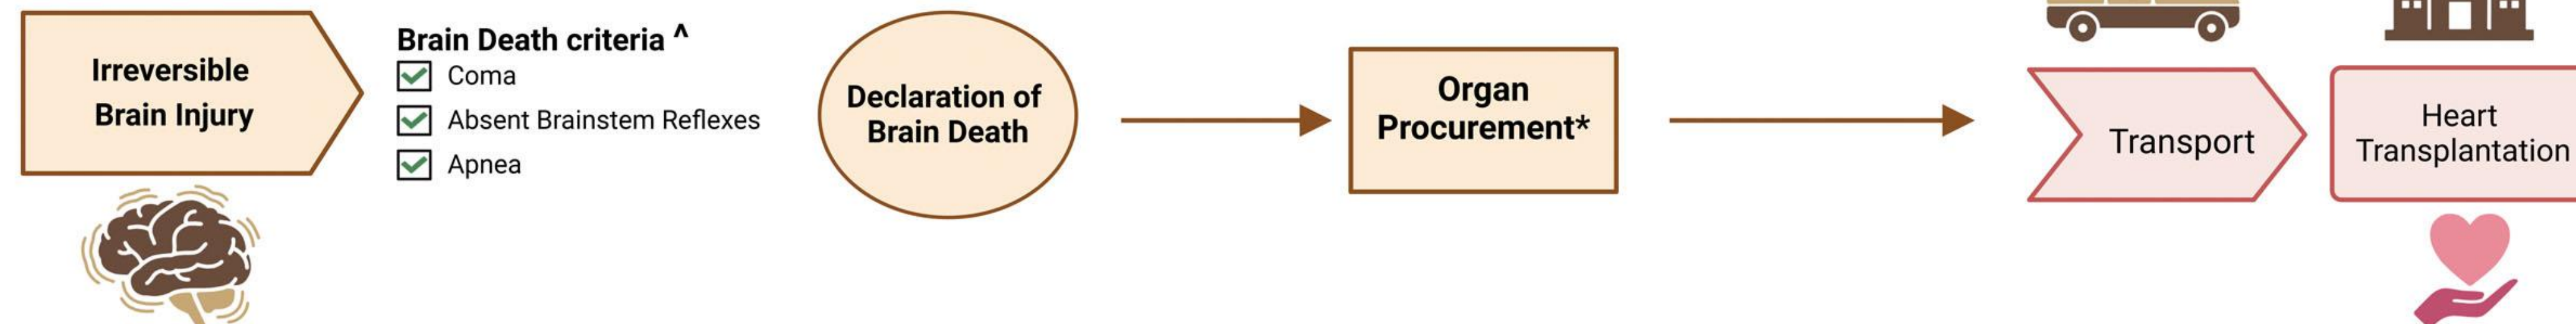 Irreversible
Brain Injury
Brain Death criteria ^
Coma
Absent Brainstem Reflexes
Apnea
Declaration of
Brain Death
Organ
Procurement*
Transport
Heart
Transplantation